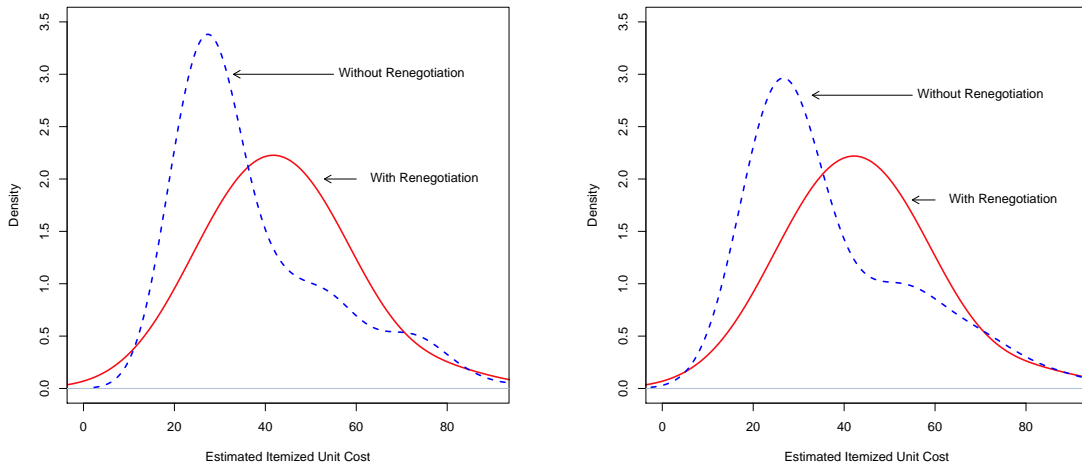 3.5
3.0
2.5
2.0
1.5
1.0
0.5
0.0
Density
Without Renegotiation
With Renegotiation
0 20 40 60 80
Estimated Itemized Unit Cost
3.5
3.0
2.5
2.0
1.5
1.0
0.5
0.0
Density
Without Renegotiation
With Renegotiation
0 20 40 60 80
Estimated Itemized Unit Cost